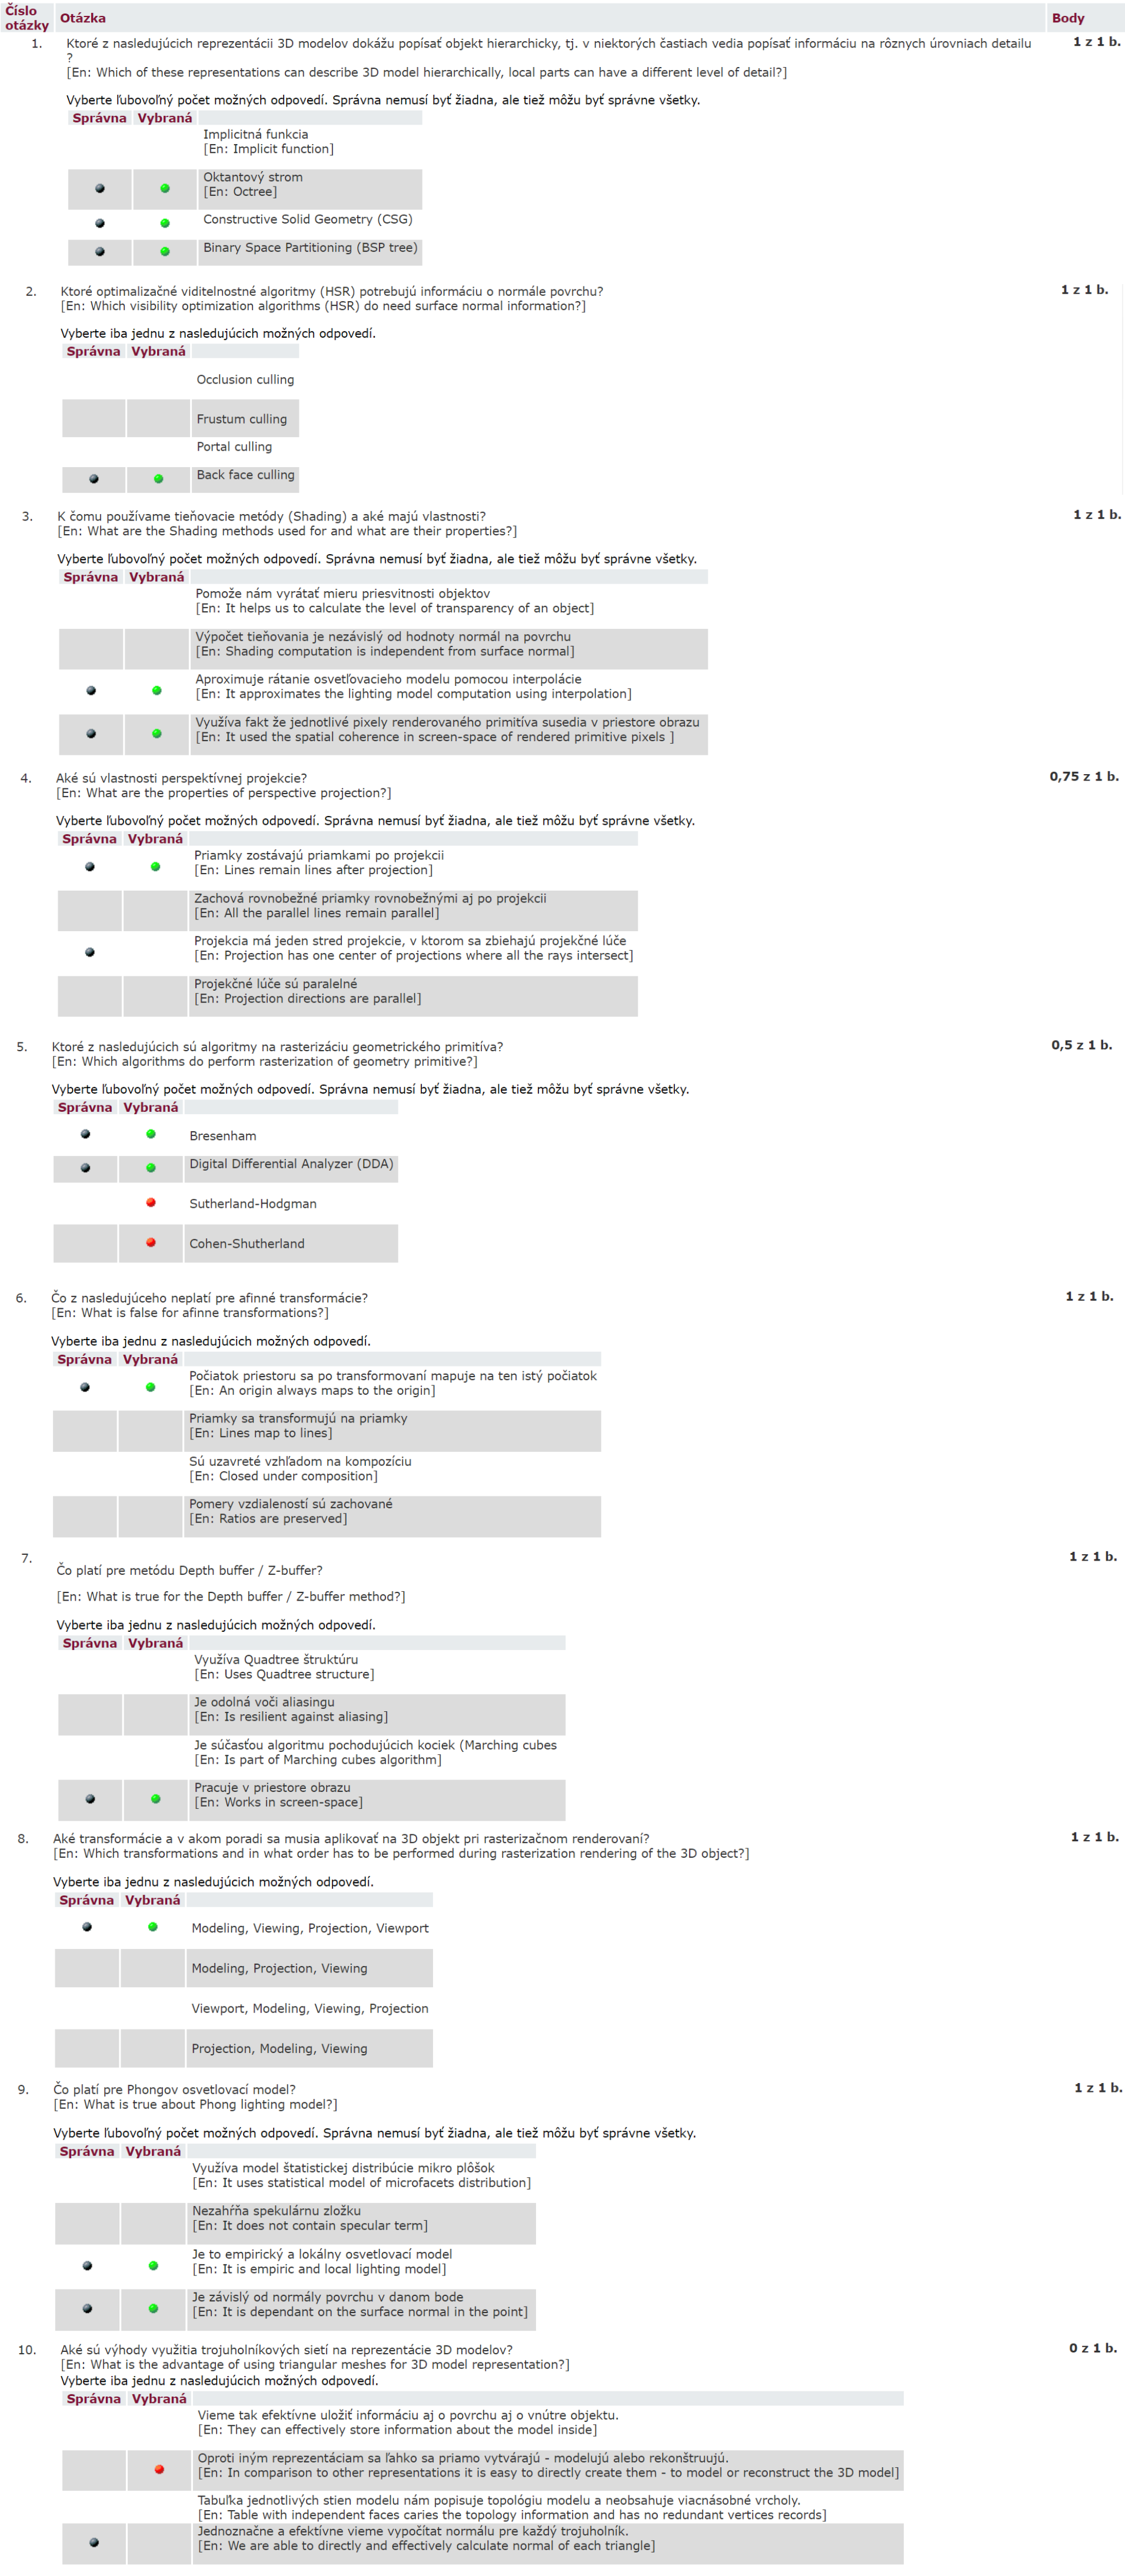 Číslo otázky Otázka Body
1. Ktoré z nasledujúcich reprezentácii 3D modelov dokážu popísať objekt hierarchicky, tj. v niektorých častiach vedia popísať informáciu na rôznych úrovniach detailu 1 z 1 b.
?
[En: Which of these representations can describe 3D model hierarchically, local parts can have a different level of detail?]
Vyberte ľubovoľný počet možných odpovedí. Správna nemusí byť žiadna, ale tiež môžu byť správne všetky.
Správna Vybraná
Implicitná funkcia
[En: Implicit function]
Oktantový strom
[En: Octree]
Constructive Solid Geometry (CSG)
Binary Space Partitioning (BSP tree)
2. Ktoré optimalizačné viditelnostné algoritmy (HSR) potrebujú informáciu o normále povrchu? 1 z 1 b.
[En: Which visibility optimization algorithms (HSR) do need surface normal information?]
Vyberte iba jednu z nasledujúcich možných odpovedí.
Správna Vybraná
Occlusion culling
Frustum culling
Portal culling
Back face culling
3. K čomu používame tieňovacie metódy (Shading) a aké majú vlastnosti? 1 z 1 b.
[En: What are the Shading methods used for and what are their properties?]
Vyberte ľubovoľný počet možných odpovedí. Správna nemusí byť žiadna, ale tiež môžu byť správne všetky.
Správna Vybraná
Pomože nám vyrátať mieru priesvitnosti objektov
[En: It helps us to calculate the level of transparency of an object]
Výpočet tieňovania je nezávislý od hodnoty normál na povrchu
[En: Shading computation is independent from surface normal]
Aproximuje rátanie osvetľovacieho modelu pomocou interpolácie
[En: It approximates the lighting model computation using interpolation]
Využíva fakt že jednotlivé pixely renderovaného primitíva susedia v priestore obrazu
[En: It used the spatial coherence in screen-space of rendered primitive pixels ]
4. Aké sú vlastnosti perspektívnej projekcie? 0,75 z 1 b.
[En: What are the properties of perspective projection?]
Vyberte ľubovoľný počet možných odpovedí. Správna nemusí byť žiadna, ale tiež môžu byť správne všetky.
Správna Vybraná
Priamky zostávajú priamkami po projekcii
[En: Lines remain lines after projection]
Zachová rovnobežné priamky rovnobežnými aj po projekcii
[En: All the parallel lines remain parallel]
Projekcia má jeden stred projekcie, v ktorom sa zbiehajú projekčné lúče
[En: Projection has one center of projections where all the rays intersect]
Projekčné lúče sú paralelné
[En: Projection directions are parallel]
5. Ktoré z nasledujúcich sú algoritmy na rasterizáciu geometrického primitíva? 0,5 z 1 b.
[En: Which algorithms do perform rasterization of geometry primitive?]
Vyberte ľubovoľný počet možných odpovedí. Správna nemusí byť žiadna, ale tiež môžu byť správne všetky.
Správna Vybraná
Bresenham
Digital Differential Analyzer (DDA)
Sutherland-Hodgman
Cohen-Shutherland
6. Čo z nasledujúceho neplatí pre afinné transformácie? 1 z 1 b.
[En: What is false for afinne transformations?]
Vyberte iba jednu z nasledujúcich možných odpovedí.
Správna Vybraná
Počiatok priestoru sa po transformovaní mapuje na ten istý počiatok
[En: An origin always maps to the origin]
Priamky sa transformujú na priamky
[En: Lines map to lines]
Sú uzavreté vzhľadom na kompozíciu
[En: Closed under composition]
Pomery vzdialeností sú zachované
[En: Ratios are preserved]
7. Čo platí pre metódu Depth buffer / Z-buffer? 1 z 1 b.
[En: What is true for the Depth buffer / Z-buffer method?]
Vyberte iba jednu z nasledujúcich možných odpovedí.
Správna Vybraná
Využíva Quadtree štruktúru
[En: Uses Quadtree structure]
Je odolná voči aliasingu
[En: Is resilient against aliasing]
Je súčasťou algoritmu pochodujúcich kociek (Marching cubes
[En: Is part of Marching cubes algorithm]
Pracuje v priestore obrazu
[En: Works in screen-space]
8. Aké transformácie a v akom poradi sa musia aplikovať na 3D objekt pri rasterizačnom renderovaní? 1 z 1 b.
[En: Which transformations and in what order has to be performed during rasterization rendering of the 3D object?]
Vyberte iba jednu z nasledujúcich možných odpovedí.
Správna Vybraná
Modeling, Viewing, Projection, Viewport
Modeling, Projection, Viewing
Viewport, Modeling, Viewing, Projection
Projection, Modeling, Viewing
9. Čo platí pre Phongov osvetlovací model? 1 z 1 b.
[En: What is true about Phong lighting model?]
Vyberte ľubovoľný počet možných odpovedí. Správna nemusí byť žiadna, ale tiež môžu byť správne všetky.
Správna Vybraná
Využíva model štatistickej distribúcie mikro plôšok
[En: It uses statistical model of microfacets distribution]
Nezahŕňa spekulárnu zložku
[En: It does not contain specular term]
Je to empirický a lokálny osvetlovací model
[En: It is empiric and local lighting model]
Je závislý od normály povrchu v danom bode
[En: It is dependant on the surface normal in the point]
10. Aké sú výhody využitia trojuholníkových sietí na reprezentácie 3D modelov? 0 z 1 b.
[En: What is the advantage of using triangular meshes for 3D model representation?]
Vyberte iba jednu z nasledujúcich možných odpovedí.
Správna Vybraná
Vieme tak efektívne uložiť informáciu aj o povrchu aj o vnútre objektu.
[En: They can effectively store information about the model inside]
Oproti iným reprezentáciam sa ľahko sa priamo vytvárajú - modelujú alebo rekonštruujú.
[En: In comparison to other representations it is easy to directly create them - to model or reconstruct the 3D model]
Tabuľka jednotlivých stien modelu nám popisuje topológiu modelu a neobsahuje viacnásobné vrcholy.
[En: Table with independent faces caries the topology information and has no redundant vertices records]
Jednoznačne a efektívne vieme vypočítat normálu pre každý trojuholník.
[En: We are able to directly and effectively calculate normal of each triangle]